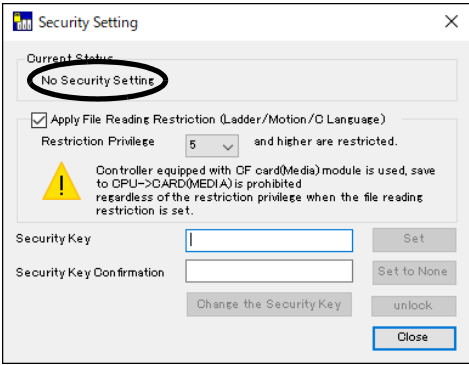 Security Setting
Current Status
No Security Setting
Apply File Reading Restriction (Ladder/Motion/C Language)
Restriction Privilege 5 and higher are restricted.
Controller equipped with CF card(Media) module is used, save
to CPU->CARD(MEDIA) is prohibited
regardless of the restriction privilege when the file reading
restriction is set.
Security Key Set
Security Key Confirmation Set to None
Change the Security Key unlock
Close